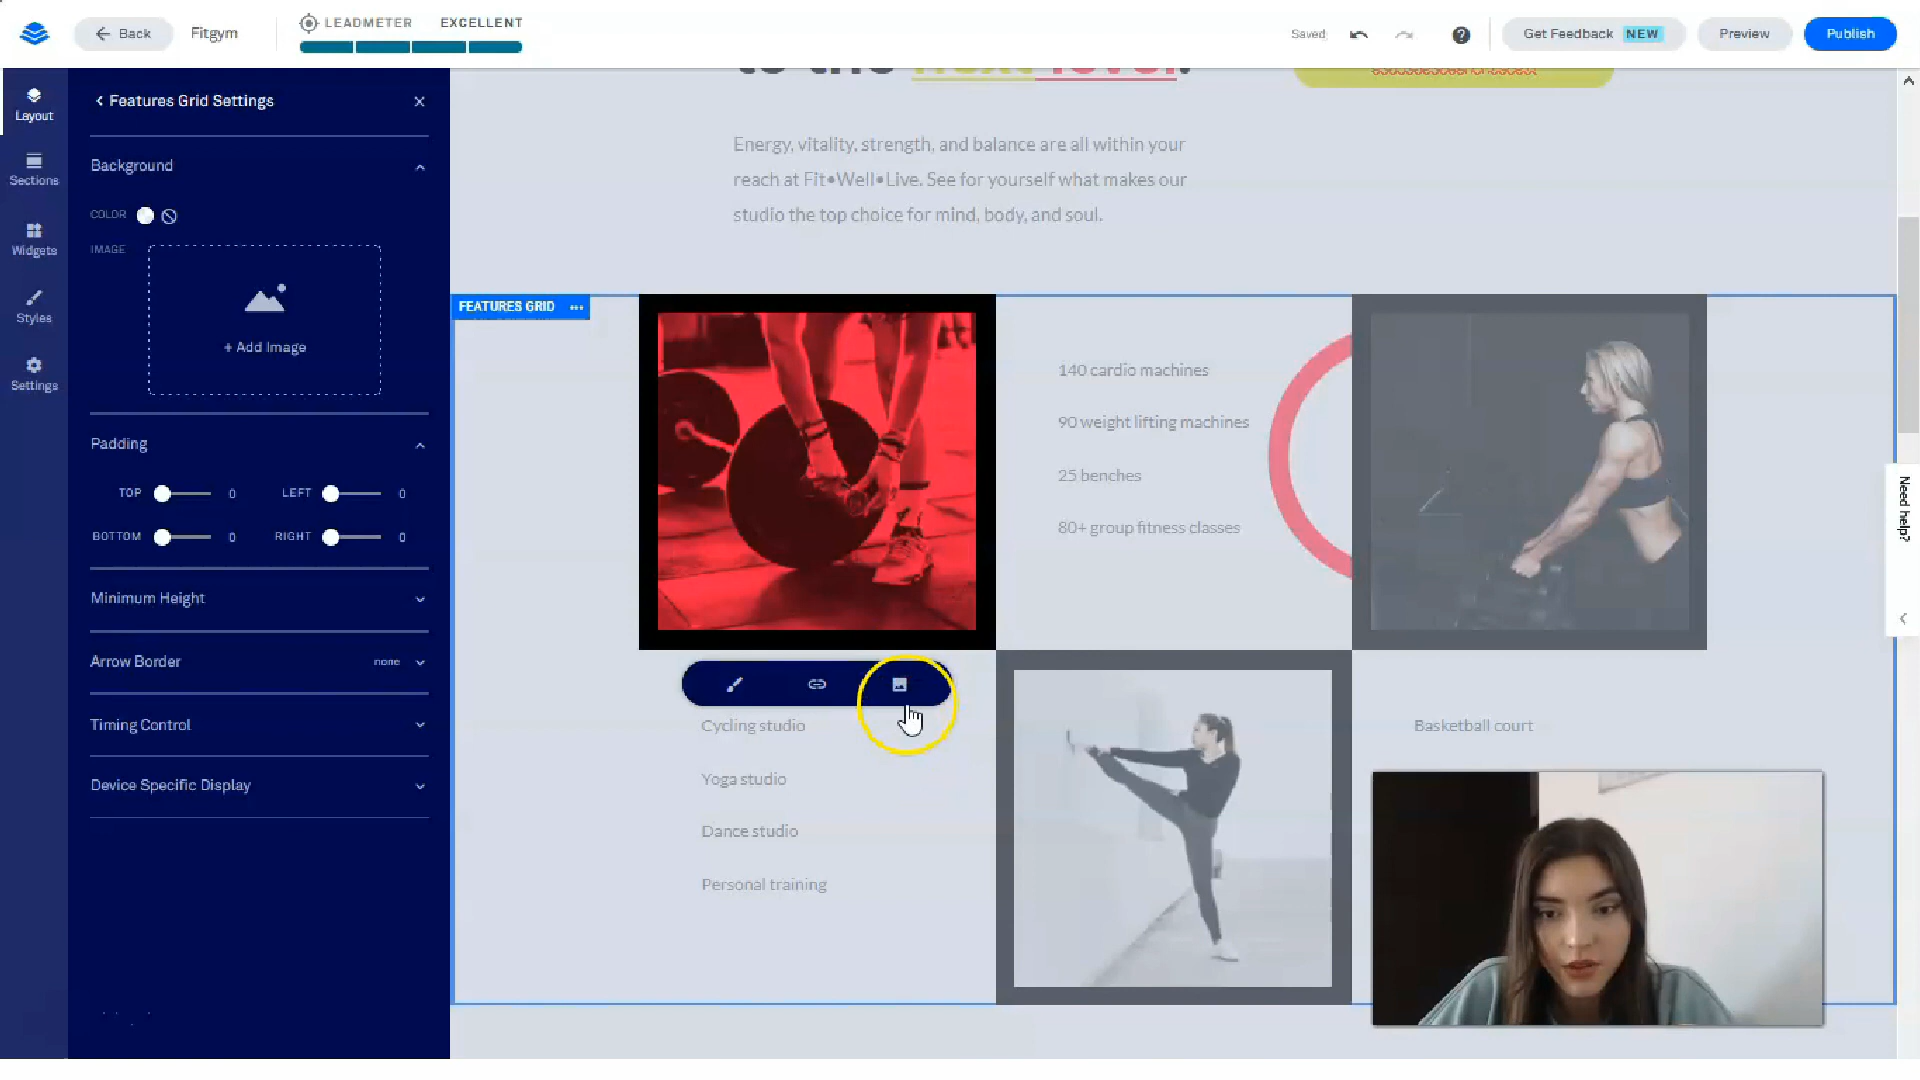 Back
Fitgym
LEADMETER EXCELLENT
Saved
Get Feedback NEW
Preview
Publish
Layout
Sections
Widgets
Styles
Settings
Features Grid Settings
Background
COLOR
IMAGE
+ Add Image
Padding
TOP 0 LEFT 0
BOTTOM 0 RIGHT 0
Minimum Height
Arrow Border none
Timing Control
Device Specific Display
to the next level.
Energy, vitality, strength, and balance are all within your
reach at Fit•Well•Live. See for yourself what makes our
studio the top choice for mind, body, and soul.
FEATURES GRID
140 cardio machines
90 weight lifting machines
25 benches
80+ group fitness classes
Cycling studio
Yoga studio
Dance studio
Personal training
Basketball court
Need help?